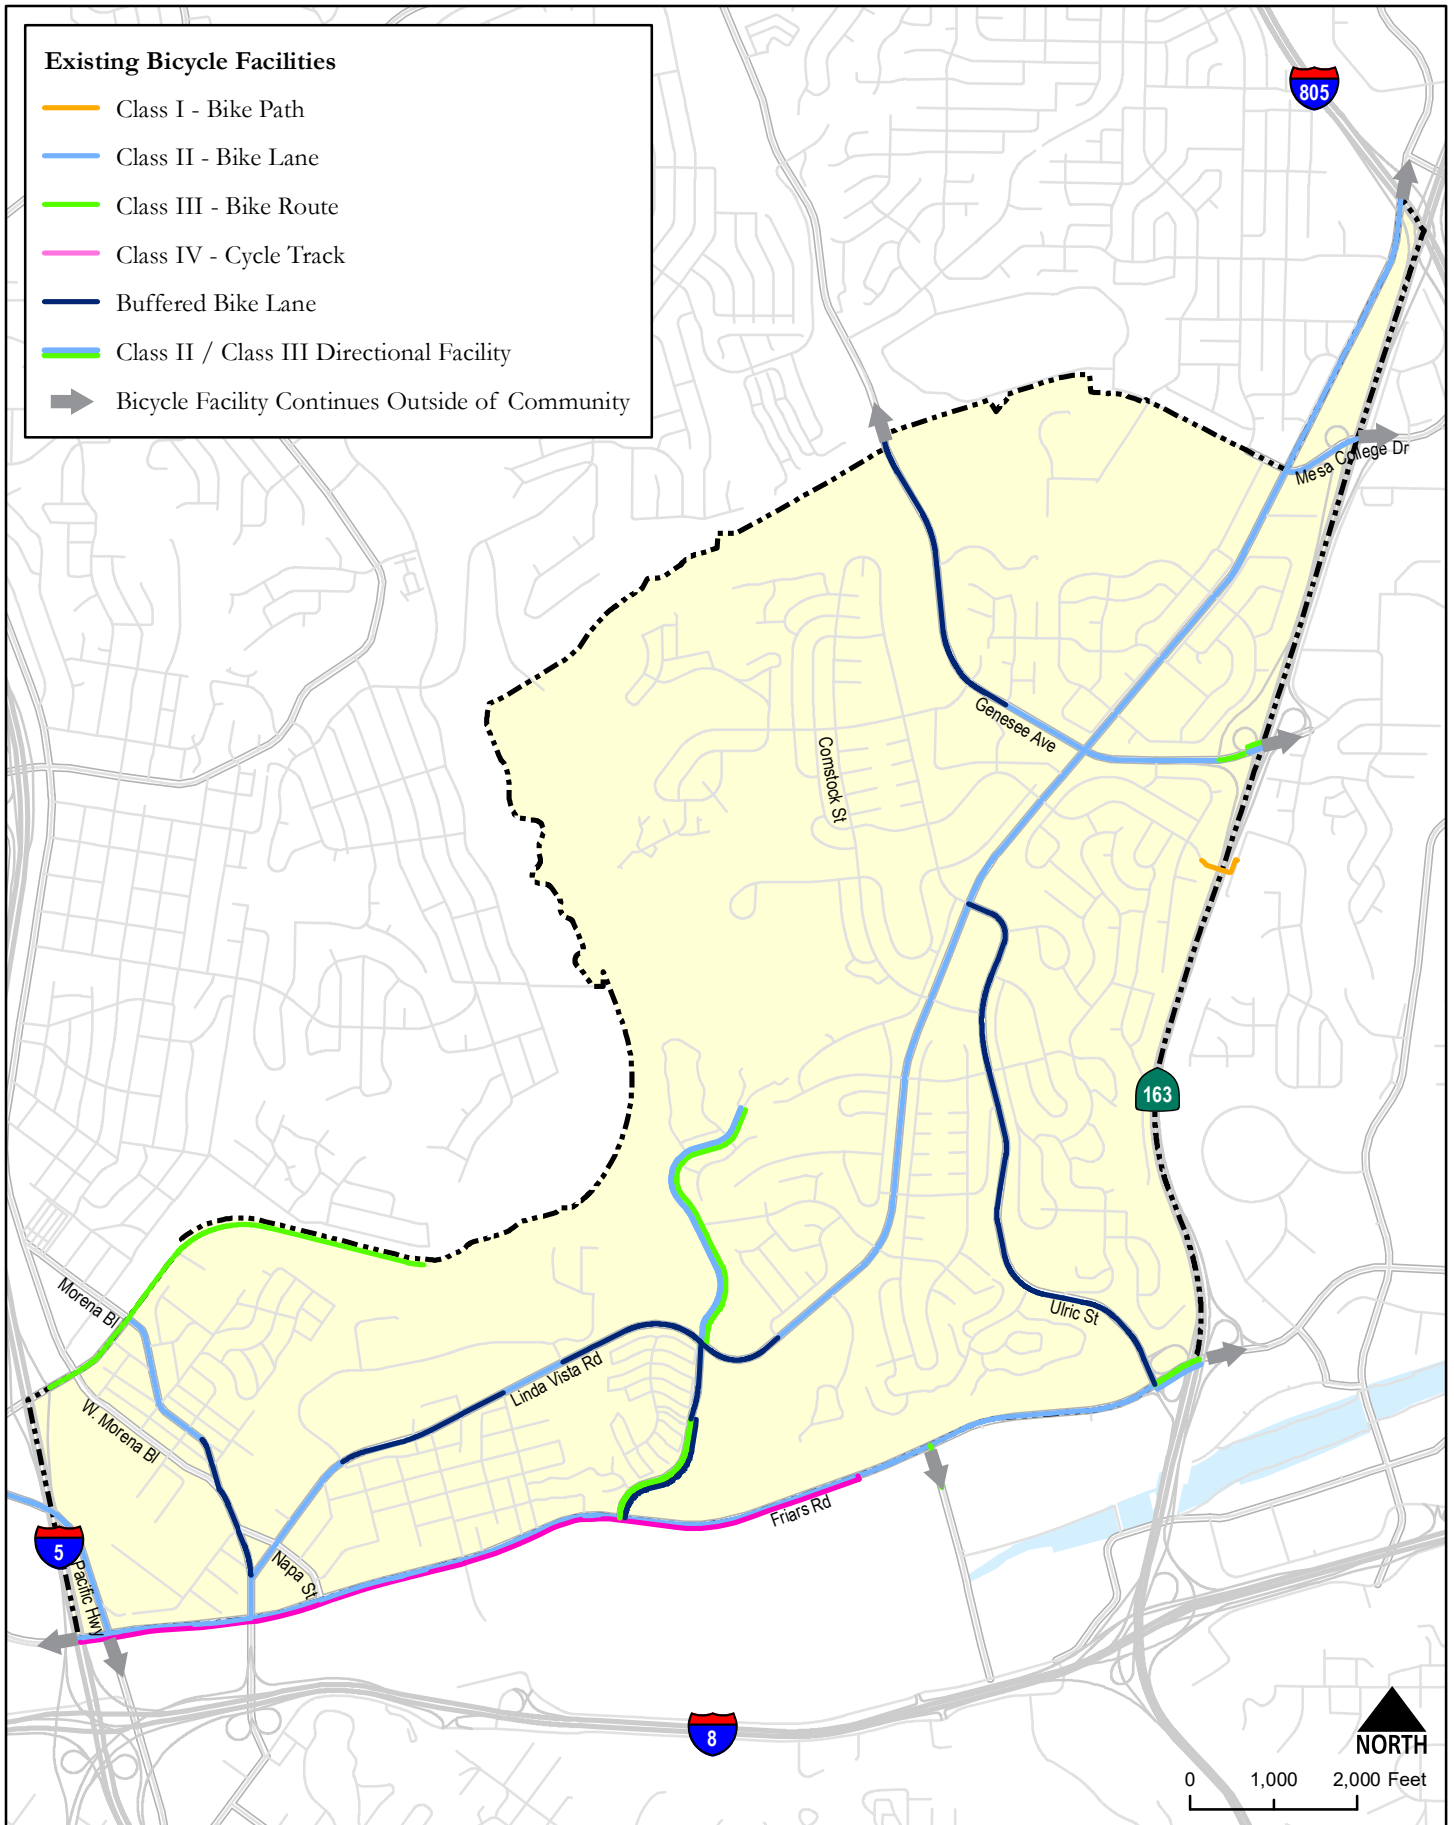 Existing Bicycle Facilities
Class I - Bike Path
Class II - Bike Lane
Class III - Bike Route
Class IV - Cycle Track
Buffered Bike Lane
Class II / Class III Directional Facility
Bicycle Facility Continues Outside of Community
805
Mesa College Dr
Genesee Ave
Comstock St
163
Morena Bl
Ulric St
Linda Vista Rd
W. Morena Bl
Friars Rd
5
Napa St
Pacific Hwy
8
NORTH
0 1,000 2,000 Feet